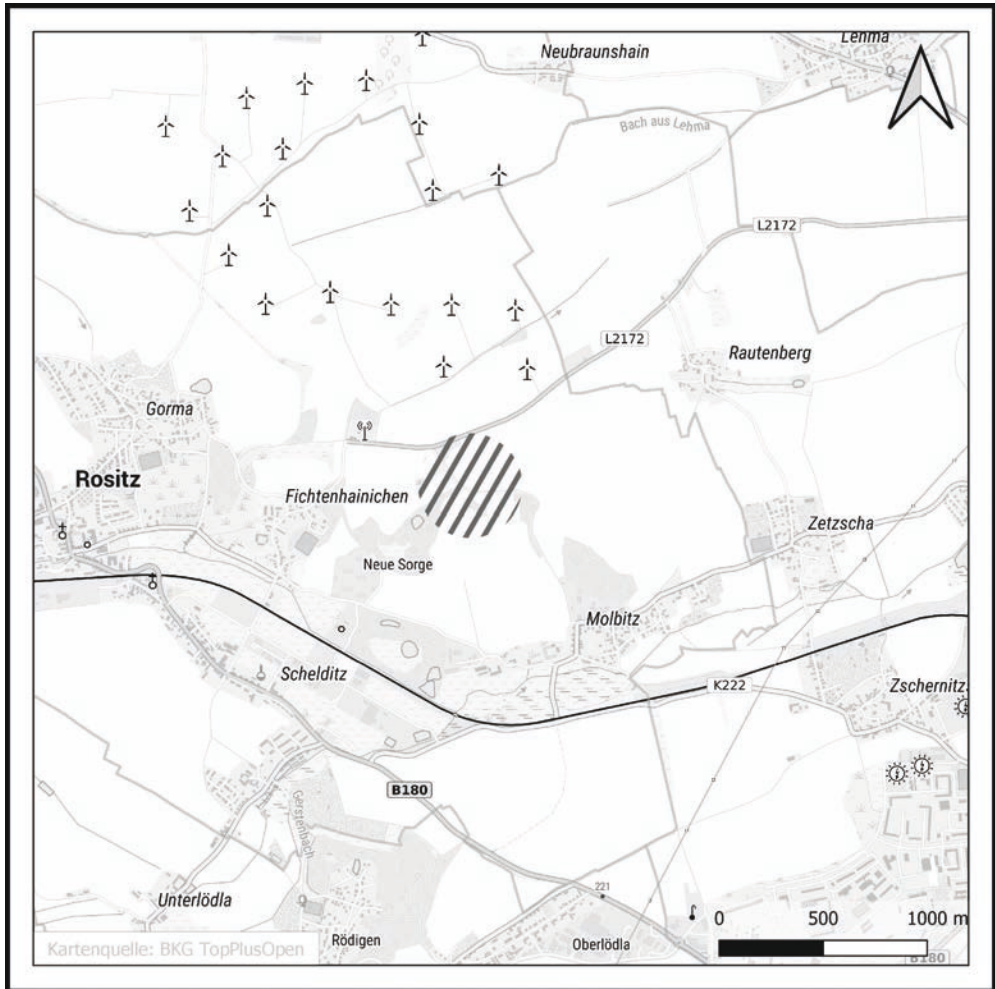 Neubraunshain
Lehma
Bach aus Lehma
L2172
L2172
Rautenberg
Gorma
Rositz
Fichtenhainichen
Zetzscha
Neue Sorge
Molbitz
Schelditz
K222
Zschernitz
B180
Gerstenbach
221
Unterlödla
0 500 1000 m
Rödigen
Oberlödla
Kartenquelle: BKG TopPlusOpen
B180